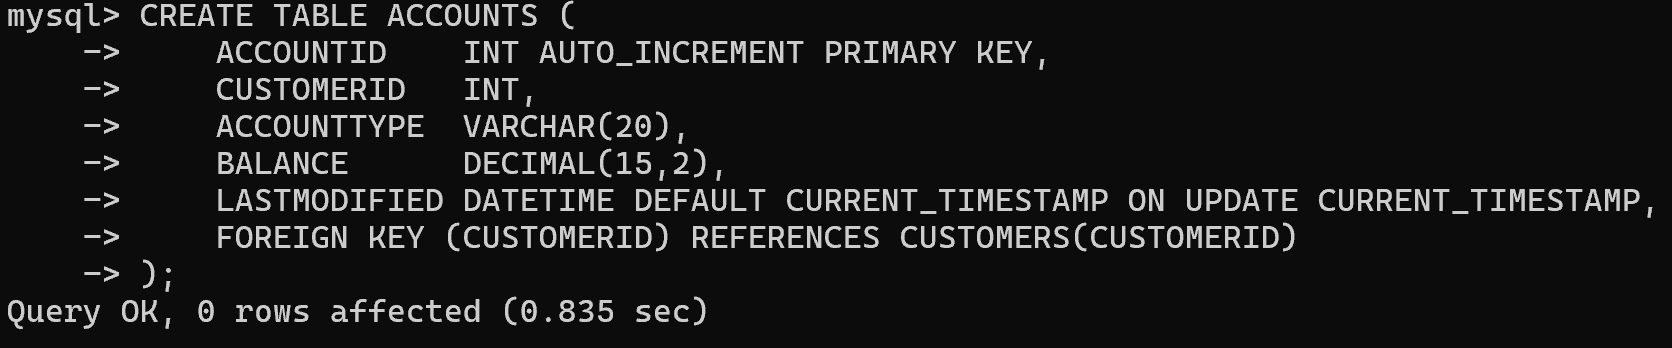 mysql> CREATE TABLE ACCOUNTS (
    ->     ACCOUNTID    INT AUTO_INCREMENT PRIMARY KEY,
    ->     CUSTOMERID   INT,
    ->     ACCOUNTTYPE  VARCHAR(20),
    ->     BALANCE      DECIMAL(15,2),
    ->     LASTMODIFIED DATETIME DEFAULT CURRENT_TIMESTAMP ON UPDATE CURRENT_TIMESTAMP,
    ->     FOREIGN KEY (CUSTOMERID) REFERENCES CUSTOMERS(CUSTOMERID)
    -> );
Query OK, 0 rows affected (0.835 sec)